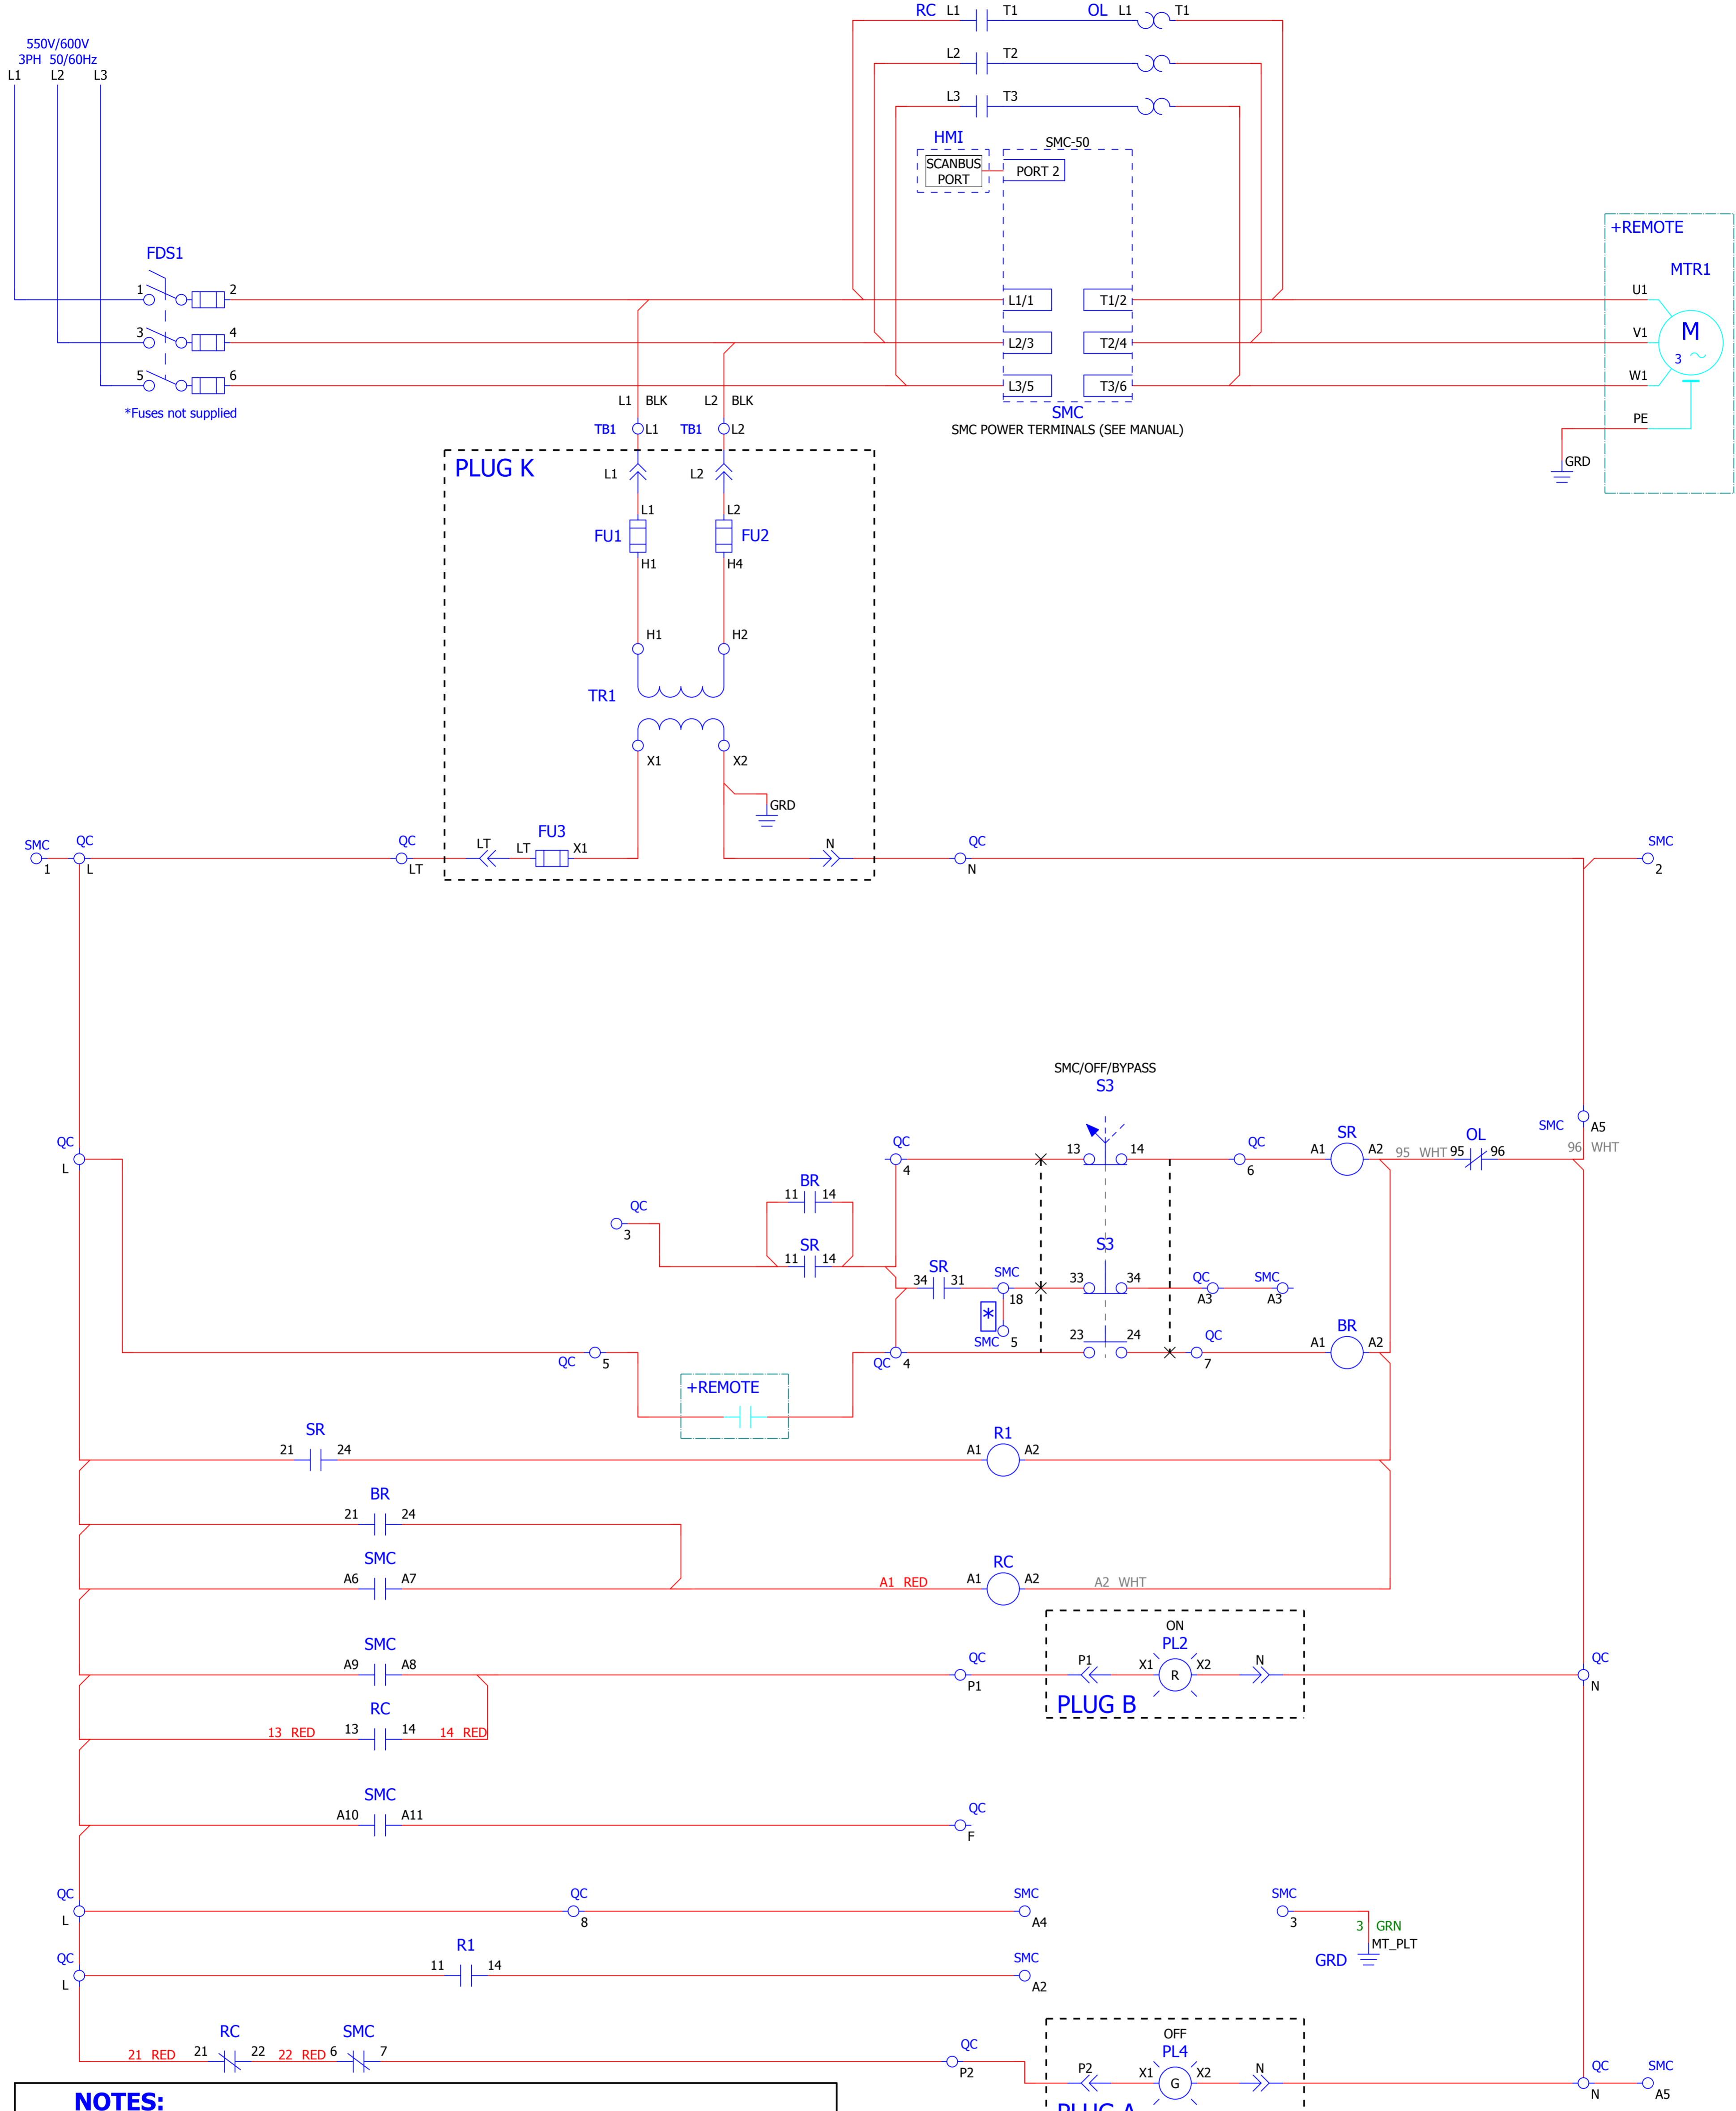 RC L1 T1 OL L1 T1
550V/600V
3PH 50/60Hz
L1 L2 L3
L2 T2
L3 T3
HMI
SMC-50
SCANBUS
PORT
PORT 2
+REMOTE
MTR1
FDS1
1 2
L1/1 T1/2
U1
3 4
L2/3 T2/4
V1
M
3
5 6
L3/5 T3/6
W1
*Fuses not supplied
L1 BLK L2 BLK
SMC
SMC POWER TERMINALS (SEE MANUAL)
PE
GRD
TB1 L1 TB1 L2
PLUG K
L1 L2
L1 L2
FU1 FU2
H1 H4
H1 H2
TR1
X1 X2
GRD
SMC
1
QC
L
QC
LT
LT
FU3
LT X1
N
QC
N
SMC
2
SMC/OFF/BYPASS
S3
SMC A5
96 WHT
QC
L
QC
4
13 14
QC
6
SR
A1 A2
95 WHT
OL
95 96
BR
11 14
QC
3
SR
11 14
S3
SR
34 31
SMC
18
33 34
QC
A3
SMC
A3
*
SMC 5
23 24
QC
7
BR
A1 A2
QC 5
QC 4
+REMOTE
SR
21 24
R1
A1 A2
BR
21 24
SMC
A6 A7
A1 RED
RC
A1 A2
A2 WHT
SMC
A9 A8
QC
P1
ON
PL2
P1 X1 R X2 N
PLUG B
QC
N
RC
13 RED 13 14 14 RED
SMC
A10 A11
QC
F
QC
L
QC
8
SMC
A4
SMC
3
3 GRN
MT_PLT
GRD
QC
L
R1
11 14
SMC
A2
RC
21 RED 21 22 22 RED
SMC
6 7
QC
P2
OFF
PL4
P2 X1 G X2 N
PLUG A
QC
N
SMC
A5
NOTES: